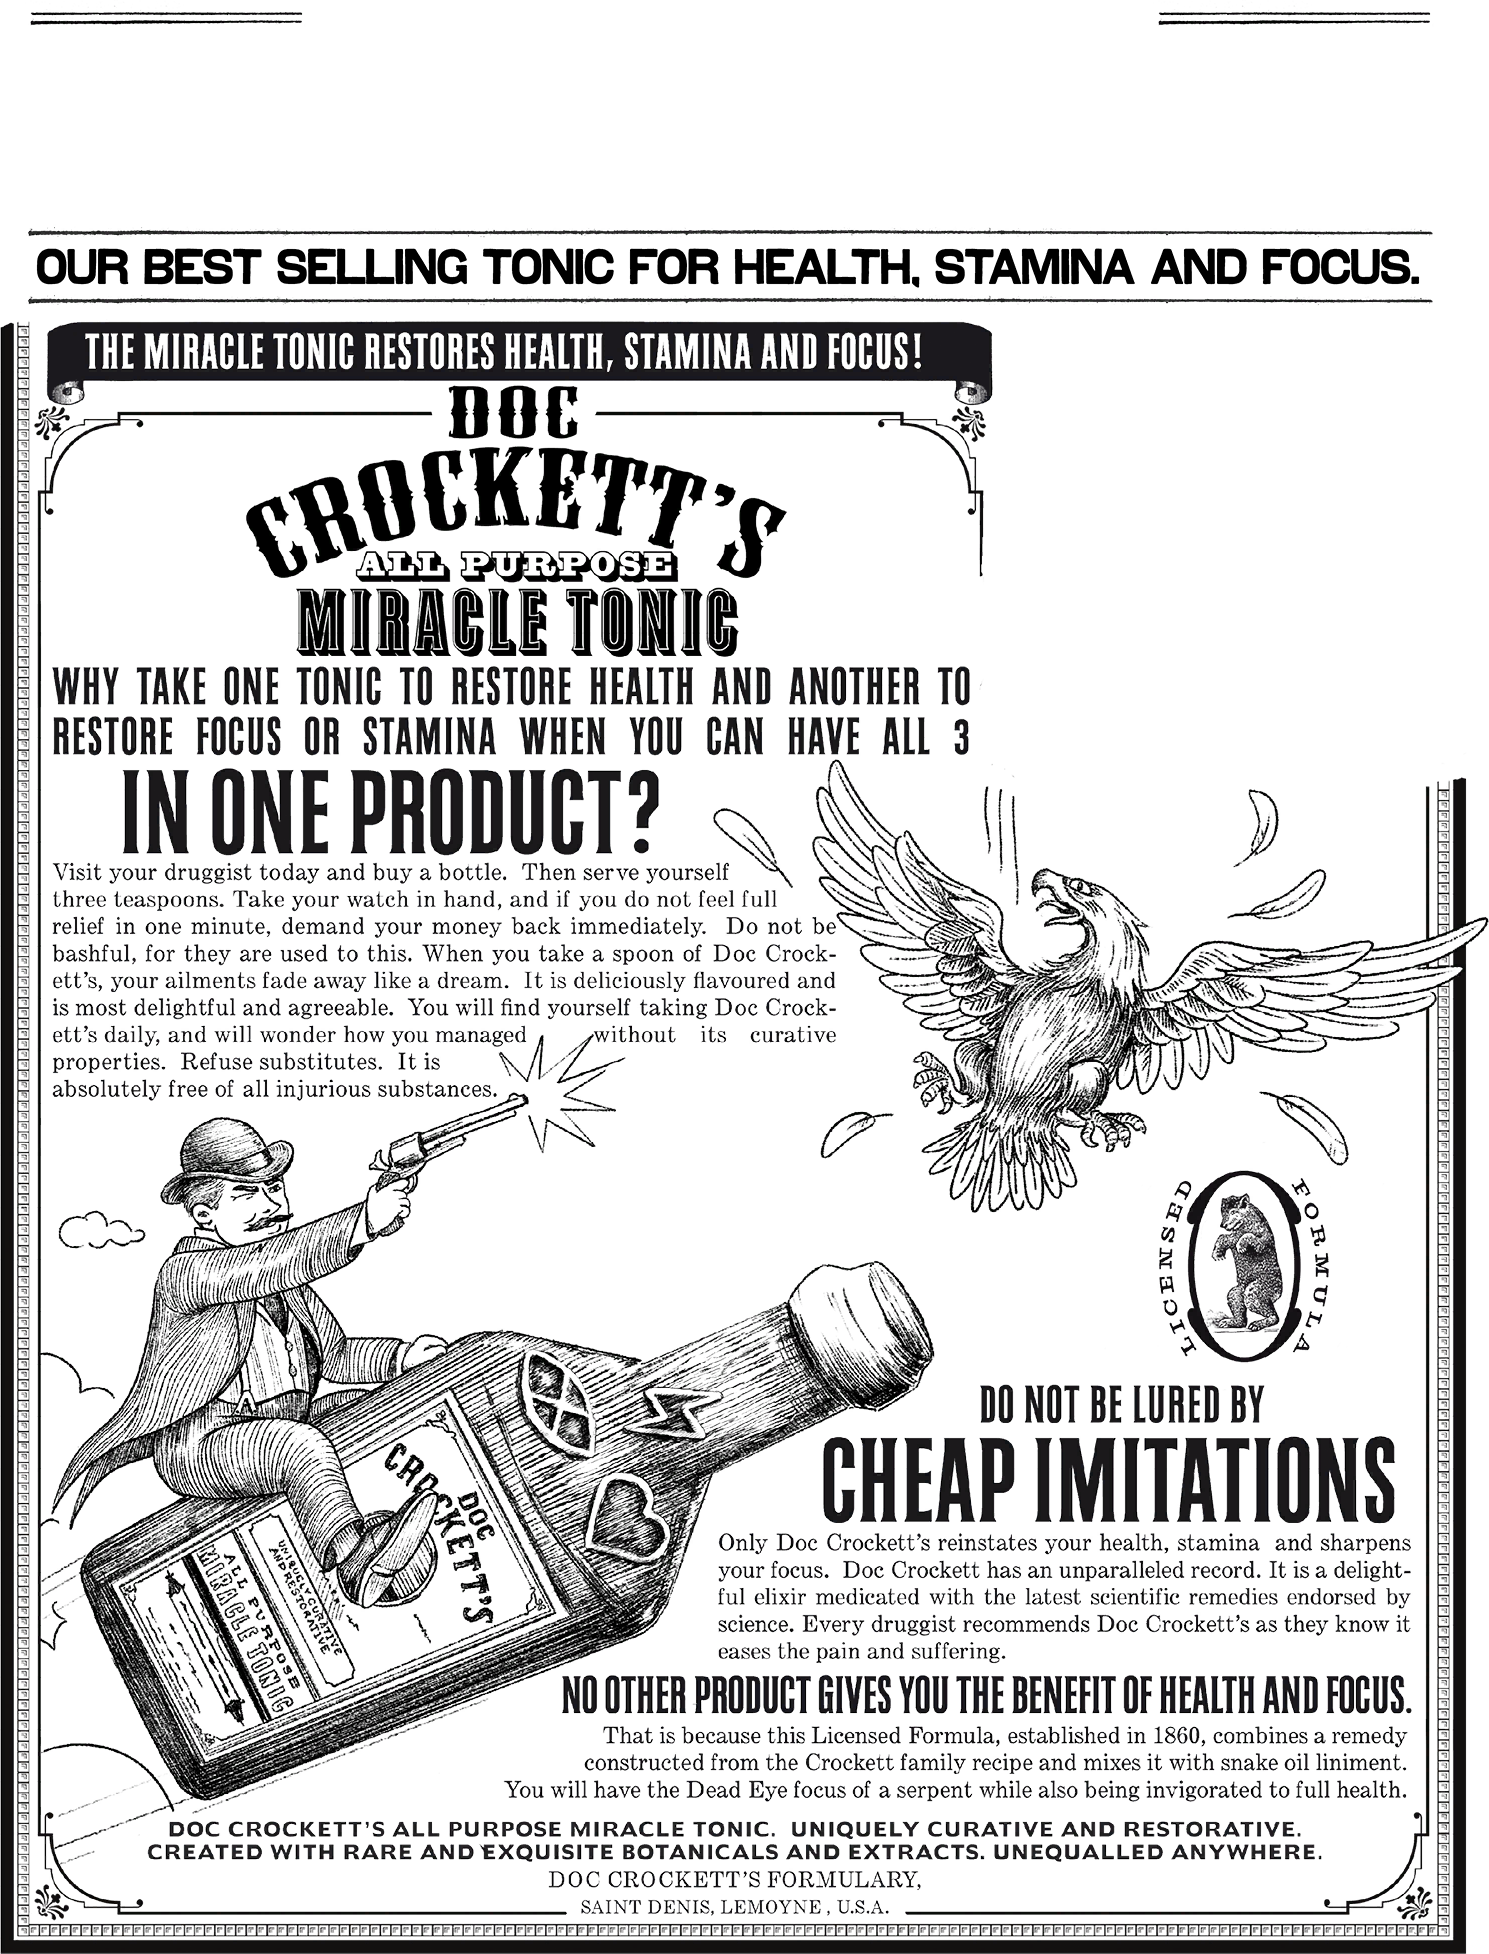 OUR BEST SELLING TONIC FOR HEALTH, STAMINA AND FOCUS.
THE MIRACLE TONIC RESTORES HEALTH, STAMINA AND FOCUS!
DOC
CROCKETT'S
ALL PURPOSE
MIRACLE TONIC
WHY TAKE ONE TONIC TO RESTORE HEALTH AND ANOTHER TO
RESTORE FOCUS OR STAMINA WHEN YOU CAN HAVE ALL 3
IN ONE PRODUCT?
Visit your druggist today and buy a bottle. Then serve yourself
three teaspoons. Take your watch in hand, and if you do not feel full
relief in one minute, demand your money back immediately. Do not be
bashful, for they are used to this. When you take a spoon of Doc Crock-
ett's, your ailments fade away like a dream. It is deliciously flavoured and
is most delightful and agreeable. You will find yourself taking Doc Crock-
ett's daily, and will wonder how you managed without its curative
properties. Refuse substitutes. It is
absolutely free of all injurious substances.
LICENSED FORMULA
DOC
CROCKETT'S
UNIQUELY CURATIVE
AND RESTORATIVE
ALL PURPOSE
MIRACLE TONIC
DO NOT BE LURED BY
CHEAP IMITATIONS
Only Doc Crockett's reinstates your health, stamina and sharpens
your focus. Doc Crockett has an unparalleled record. It is a delight-
ful elixir medicated with the latest scientific remedies endorsed by
science. Every druggist recommends Doc Crockett's as they know it
eases the pain and suffering.
NO OTHER PRODUCT GIVES YOU THE BENEFIT OF HEALTH AND FOCUS.
That is because this Licensed Formula, established in 1860, combines a remedy
constructed from the Crockett family recipe and mixes it with snake oil liniment.
You will have the Dead Eye focus of a serpent while also being invigorated to full health.
DOC CROCKETT'S ALL PURPOSE MIRACLE TONIC. UNIQUELY CURATIVE AND RESTORATIVE.
CREATED WITH RARE AND EXQUISITE BOTANICALS AND EXTRACTS. UNEQUALLED ANYWHERE.
DOC CROCKETT'S FORMULARY,
SAINT DENIS, LEMOYNE, U.S.A.